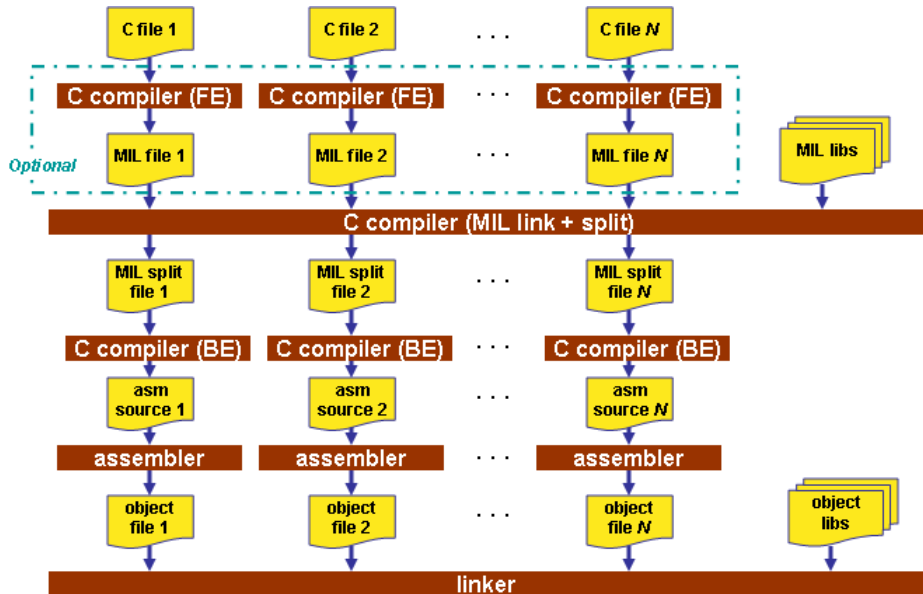 C file 1
C file 2
. . .
C file N
C compiler (FE)
C compiler (FE)
. . .
C compiler (FE)
Optional
MIL file 1
MIL file 2
. . .
MIL file N
MIL libs
C compiler (MIL link + split)
MIL split
file 1
MIL split
file 2
. . .
MIL split
file N
C compiler (BE)
C compiler (BE)
. . .
C compiler (BE)
asm
source 1
asm
source 2
. . .
asm
source N
assembler
assembler
. . .
assembler
object
file 1
object
file 2
. . .
object
file N
object
libs
linker